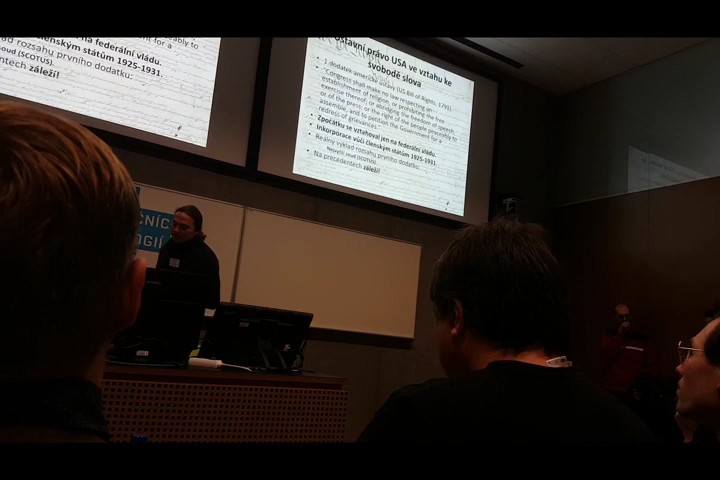 na federální vládu.
členským státům 1925-1931.
rozsahu prvního dodatku:
(SCOTUS)
záleží!
Ústavní právo USA ve vztahu ke
svobodě slova
1.dodatek americké ústavy (US Bill of Rights, 1791)
"Congress shall make no law respecting an
establishment of religion, or prohibiting the free
exercise thereof; or abridging the freedom of speech,
or of the press; or the right of the people peaceably to
assemble, and to petition the Government for a
redress of grievances."
Zpočátku se vztahoval jen na federální vládu.
Inkorporace vůči členským státům 1925-1931.
Reálný výklad rozsahu prvního dodatku:
Nejvyšší soud (SCOTUS)
Na precedentech záleží!